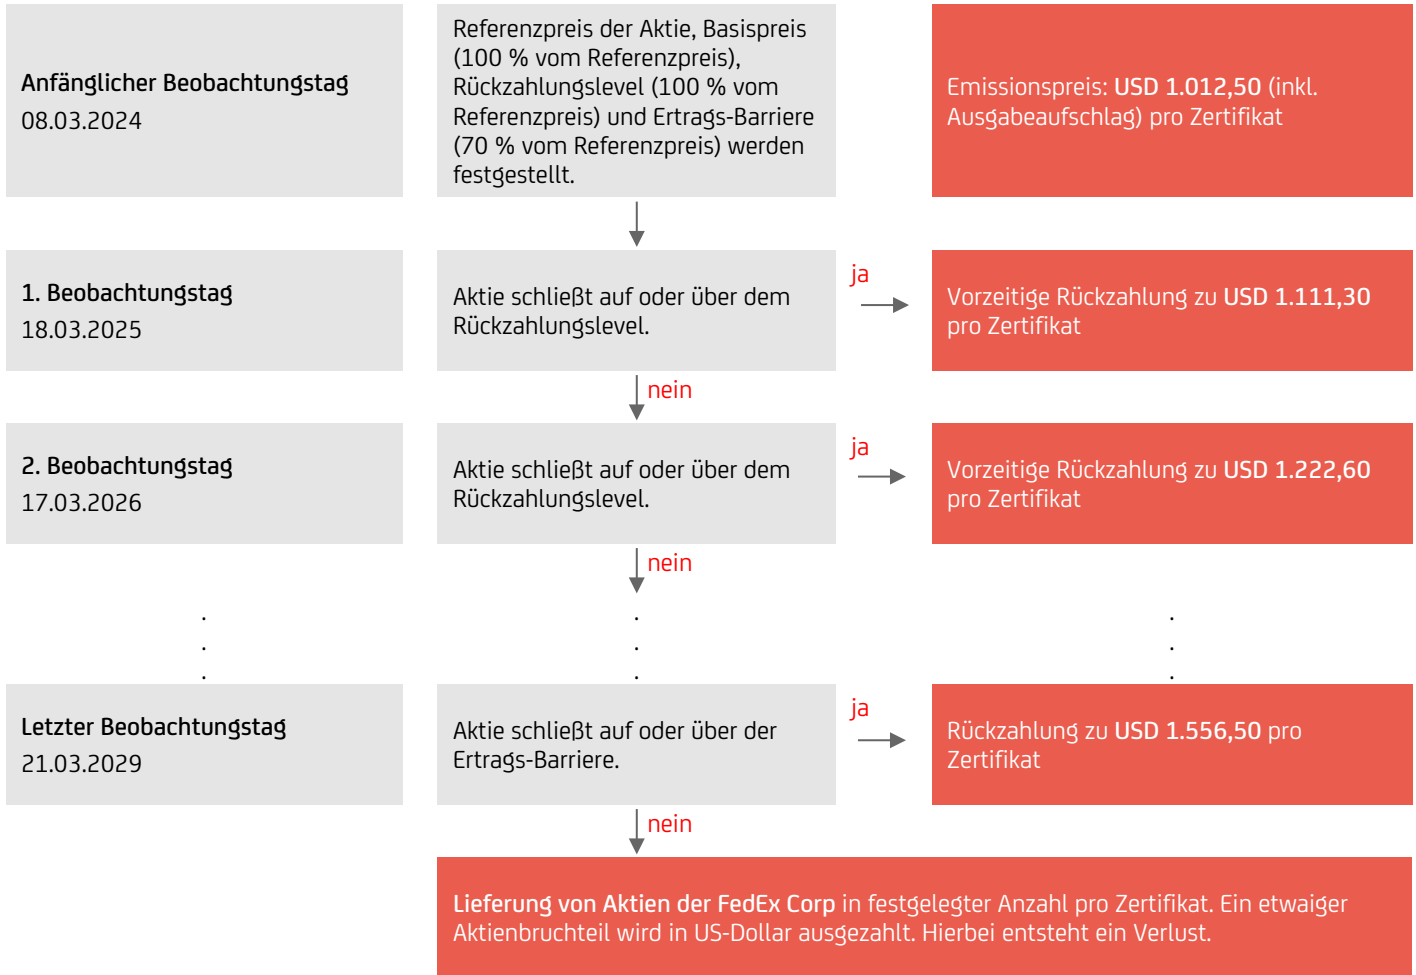 Anfänglicher Beobachtungstag
08.03.2024
Referenzpreis der Aktie, Basispreis
(100 % vom Referenzpreis),
Rückzahlungslevel (100 % vom
Referenzpreis) und Ertrags-Barriere
(70 % vom Referenzpreis) werden
festgestellt.
Emissionspreis: USD 1.012,50 (inkl.
Ausgabeaufschlag) pro Zertifikat
1. Beobachtungstag
18.03.2025
Aktie schließt auf oder über dem
Rückzahlungslevel.
ja
Vorzeitige Rückzahlung zu USD 1.111,30
pro Zertifikat
nein
2. Beobachtungstag
17.03.2026
Aktie schließt auf oder über dem
Rückzahlungslevel.
ja
Vorzeitige Rückzahlung zu USD 1.222,60
pro Zertifikat
nein
. . .
. . .
. . .
Letzter Beobachtungstag
21.03.2029
Aktie schließt auf oder über der
Ertrags-Barriere.
ja
Rückzahlung zu USD 1.556,50 pro
Zertifikat
nein
Lieferung von Aktien der FedEx Corp in festgelegter Anzahl pro Zertifikat. Ein etwaiger
Aktienbruchteil wird in US-Dollar ausgezahlt. Hierbei entsteht ein Verlust.